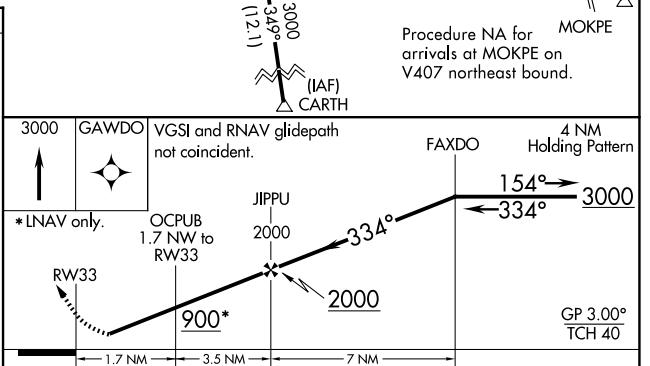 3000
349°
(12.1)
(IAF)
CARTH
Procedure NA for
arrivals at MOKPE on
V407 northeast bound.
MOKPE
3000
GAWDO
VGSI and RNAV glidepath
not coincident.
FAXDO
4 NM
Holding Pattern
154°
334°
3000
*LNAV only.
OCPUB
1.7 NW to
RW33
JIPPU
2000
334°
RW33
900*
2000
GP 3.00°
TCH 40
1.7 NM
3.5 NM
7 NM